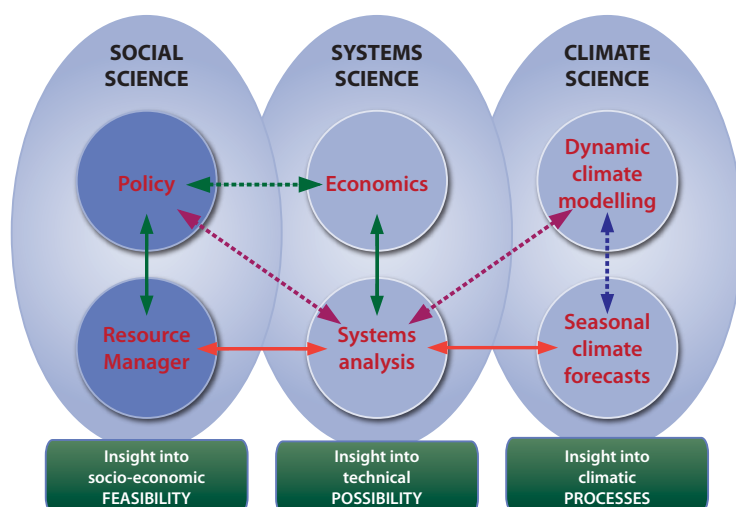 SOCIAL
SCIENCE
SYSTEMS
SCIENCE
CLIMATE
SCIENCE
Policy
Economics
Dynamic
climate
modelling
Resource
Manager
Systems
analysis
Seasonal
climate
forecasts
Insight into
socio-economic
FEASIBILITY
Insight into
technical
POSSIBILITY
Insight into
climatic
PROCESSES